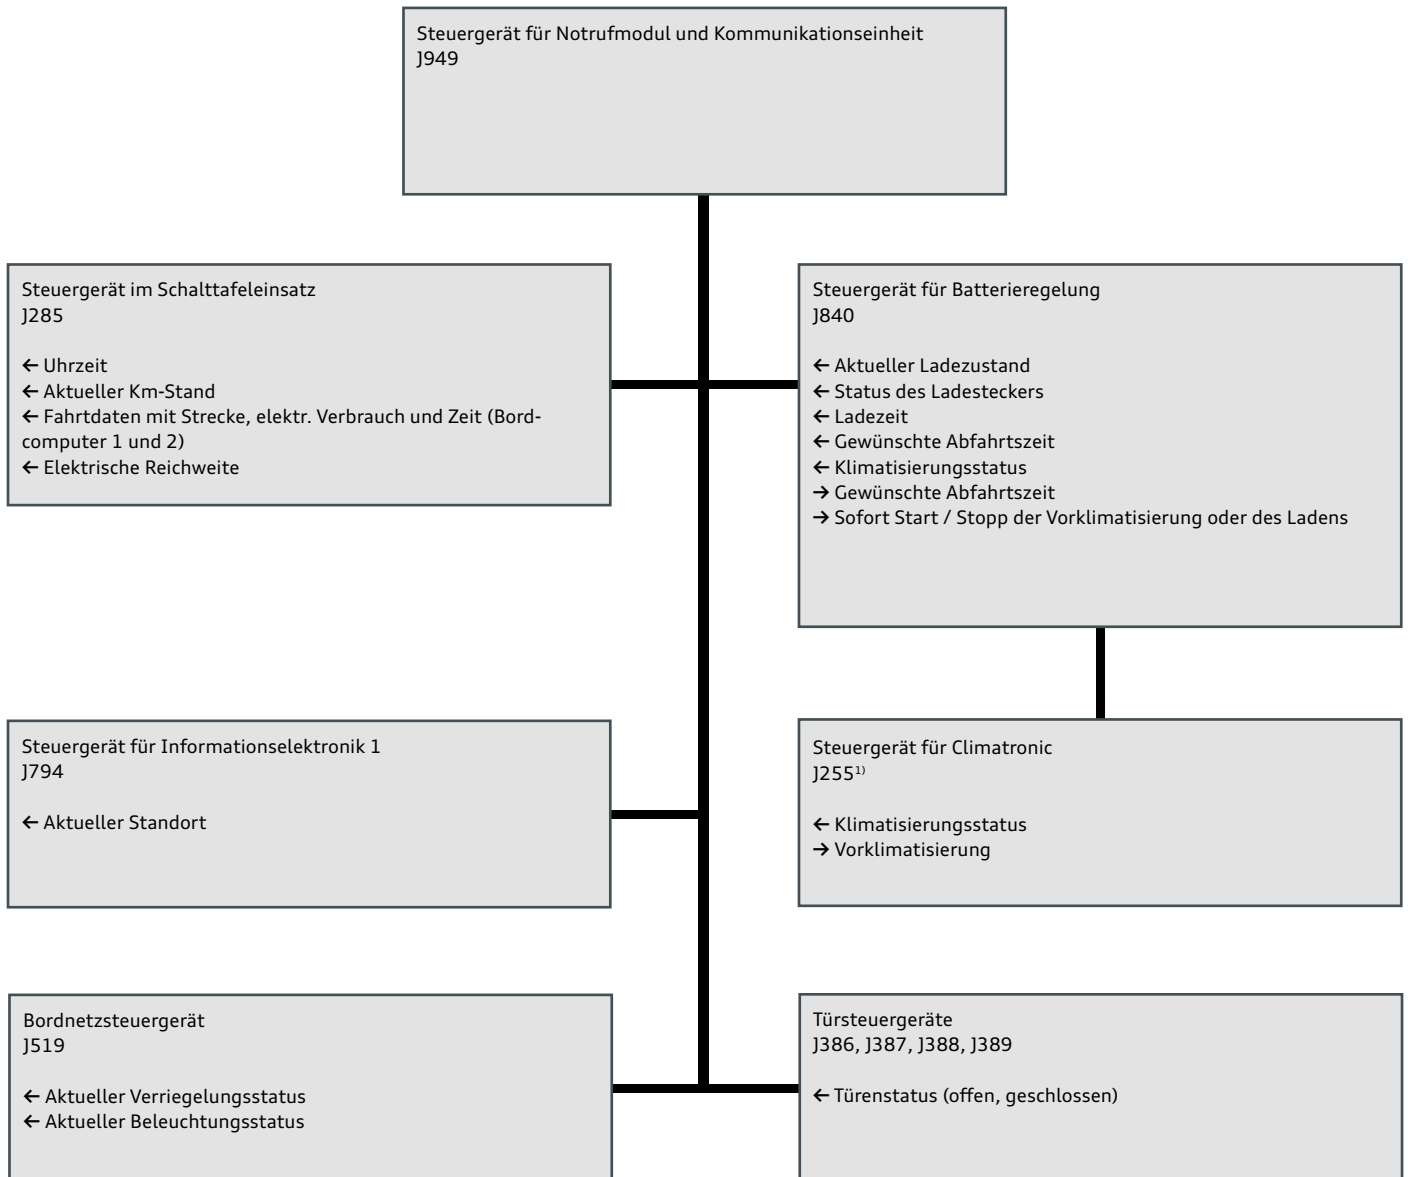 Steuergerät für Notrufmodul und Kommunikationseinheit
J949
Steuergerät im Schalttafeleinsatz
J285
← Uhrzeit
← Aktueller Km-Stand
← Fahrtdaten mit Strecke, elektr. Verbrauch und Zeit (Bord-
computer 1 und 2)
← Elektrische Reichweite
Steuergerät für Batterieregelung
J840
← Aktueller Ladezustand
← Status des Ladesteckers
← Ladezeit
← Gewünschte Abfahrtszeit
← Klimatisierungsstatus
→ Gewünschte Abfahrtszeit
→ Sofort Start / Stopp der Vorklimatisierung oder des Ladens
Steuergerät für Informationselektronik 1
J794
← Aktueller Standort
Steuergerät für Climatronic
J255¹⁾
← Klimatisierungsstatus
→ Vorklimatisierung
Bordnetzsteuergerät
J519
← Aktueller Verriegelungsstatus
← Aktueller Beleuchtungsstatus
Türsteuergeräte
J386, J387, J388, J389
← Türenstatus (offen, geschlossen)